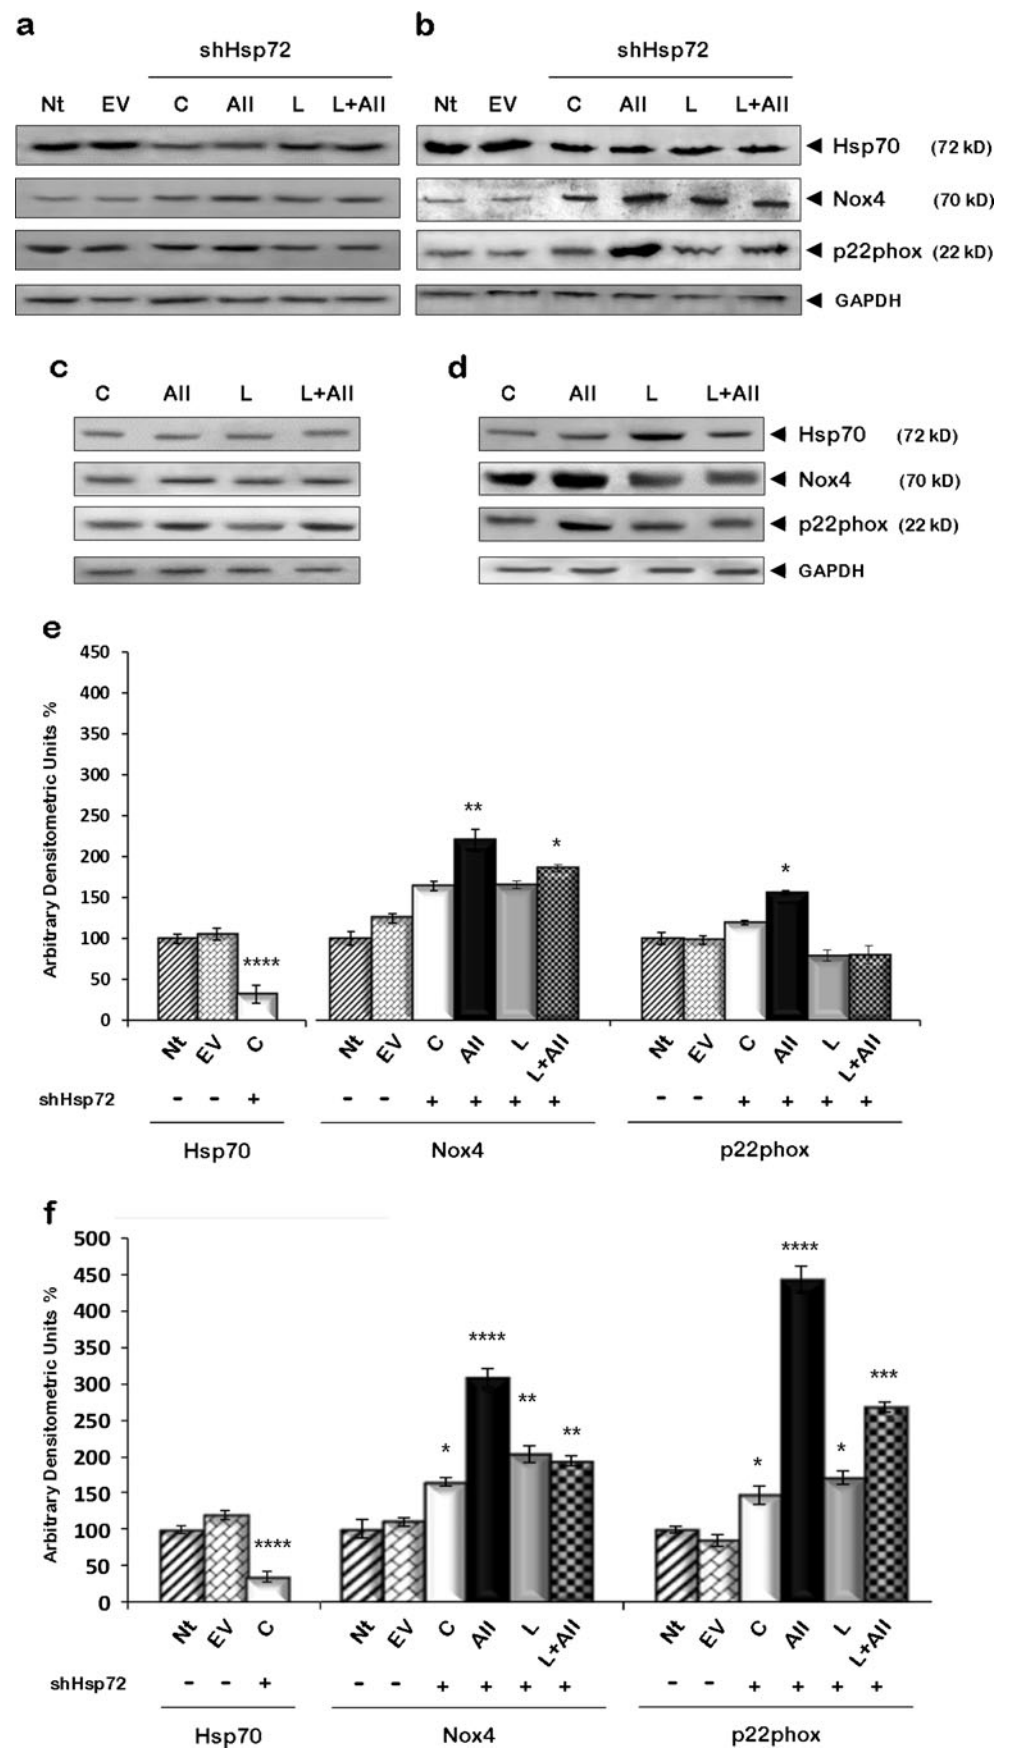 a
b
shHsp72
shHsp72
Nt EV C AII L L+AII
Nt EV C AII L L+AII
Hsp70 (72 kD)
Nox4 (70 kD)
p22phox (22 kD)
GAPDH
c
d
C AII L L+AII
C AII L L+AII
Hsp70 (72 kD)
Nox4 (70 kD)
p22phox (22 kD)
GAPDH
e
Arbitrary Densitometric Units %
450
400
350
300
250
200
150
100
50
0
****
**
*
*
Nt EV C Nt EV C AII L L+AII Nt EV C AII L L+AII
shHsp72 - - + - - + + + + - - + + + +
Hsp70 Nox4 p22phox
f
Arbitrary Densitometric Units %
500
450
400
350
300
250
200
150
100
50
0
****
*
****
**
**
*
****
*
***
Nt EV C Nt EV C AII L L+AII Nt EV C AII L L+AII
shHsp72 - - + - - + + + + - - + + + +
Hsp70 Nox4 p22phox